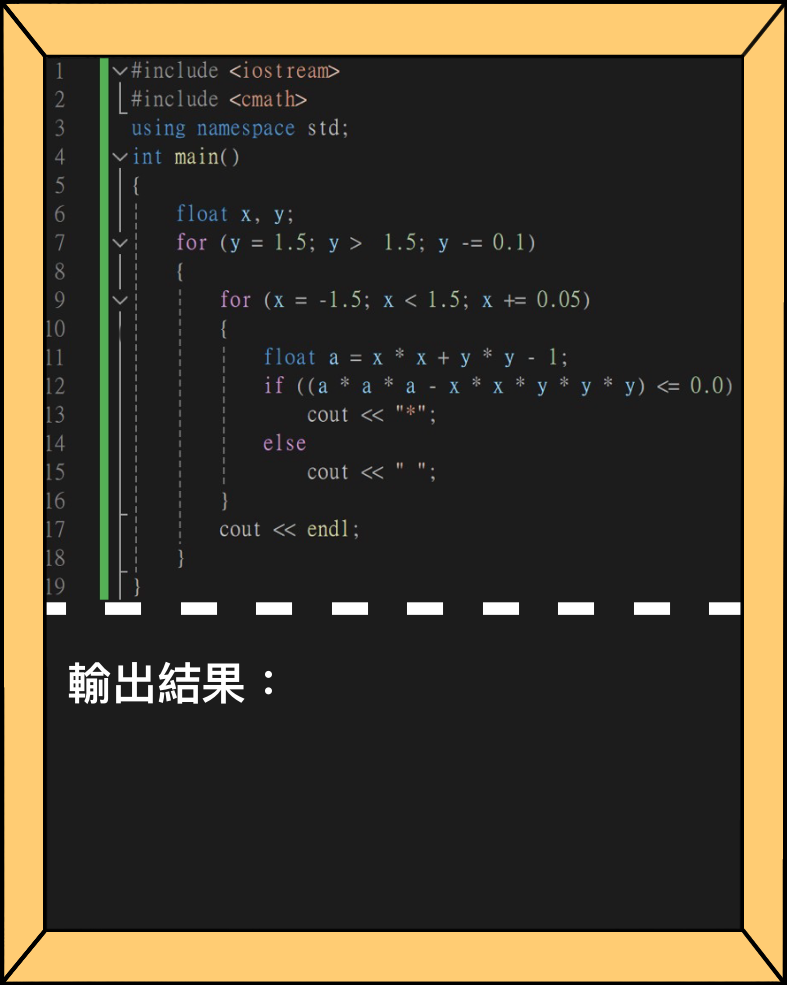 1 #include <iostream>
2 #include <cmath>
3 using namespace std;
4 int main()
5 {
6 float x, y;
7 for (y = 1.5; y >  1.5; y -= 0.1)
8 {
9 for (x = -1.5; x < 1.5; x += 0.05)
10 {
11 float a = x * x + y * y - 1;
12 if ((a * a * a - x * x * y * y * y) <= 0.0)
13 cout << "*";
14 else
15 cout << " ";
16 }
17 cout << endl;
18 }
19 }
輸出結果：